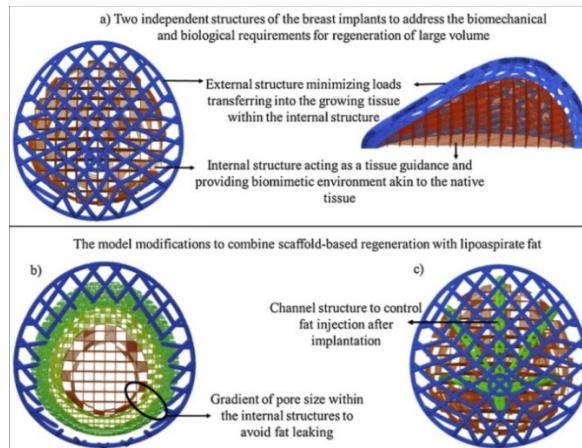 a) Two independent structures of the breast implants to address the biomechanical
and biological requirements for regeneration of large volume
External structure minimizing loads
transferring into the growing tissue
within the internal structure
Internal structure acting as a tissue guidance and
providing biomimetic environment akin to the native
tissue
The model modifications to combine scaffold-based regeneration with lipoaspirate fat
b)
c)
Channel structure to control
fat injection after
implantation
Gradient of pore size within
the internal structures to
avoid fat leaking